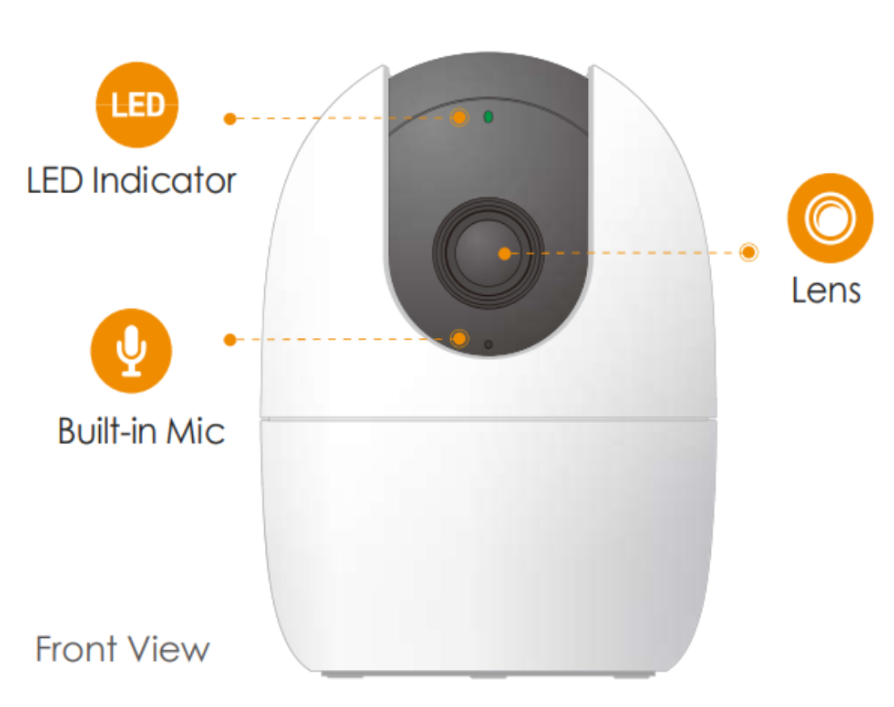 LED
LED Indicator
Lens
Built-in Mic
Front View